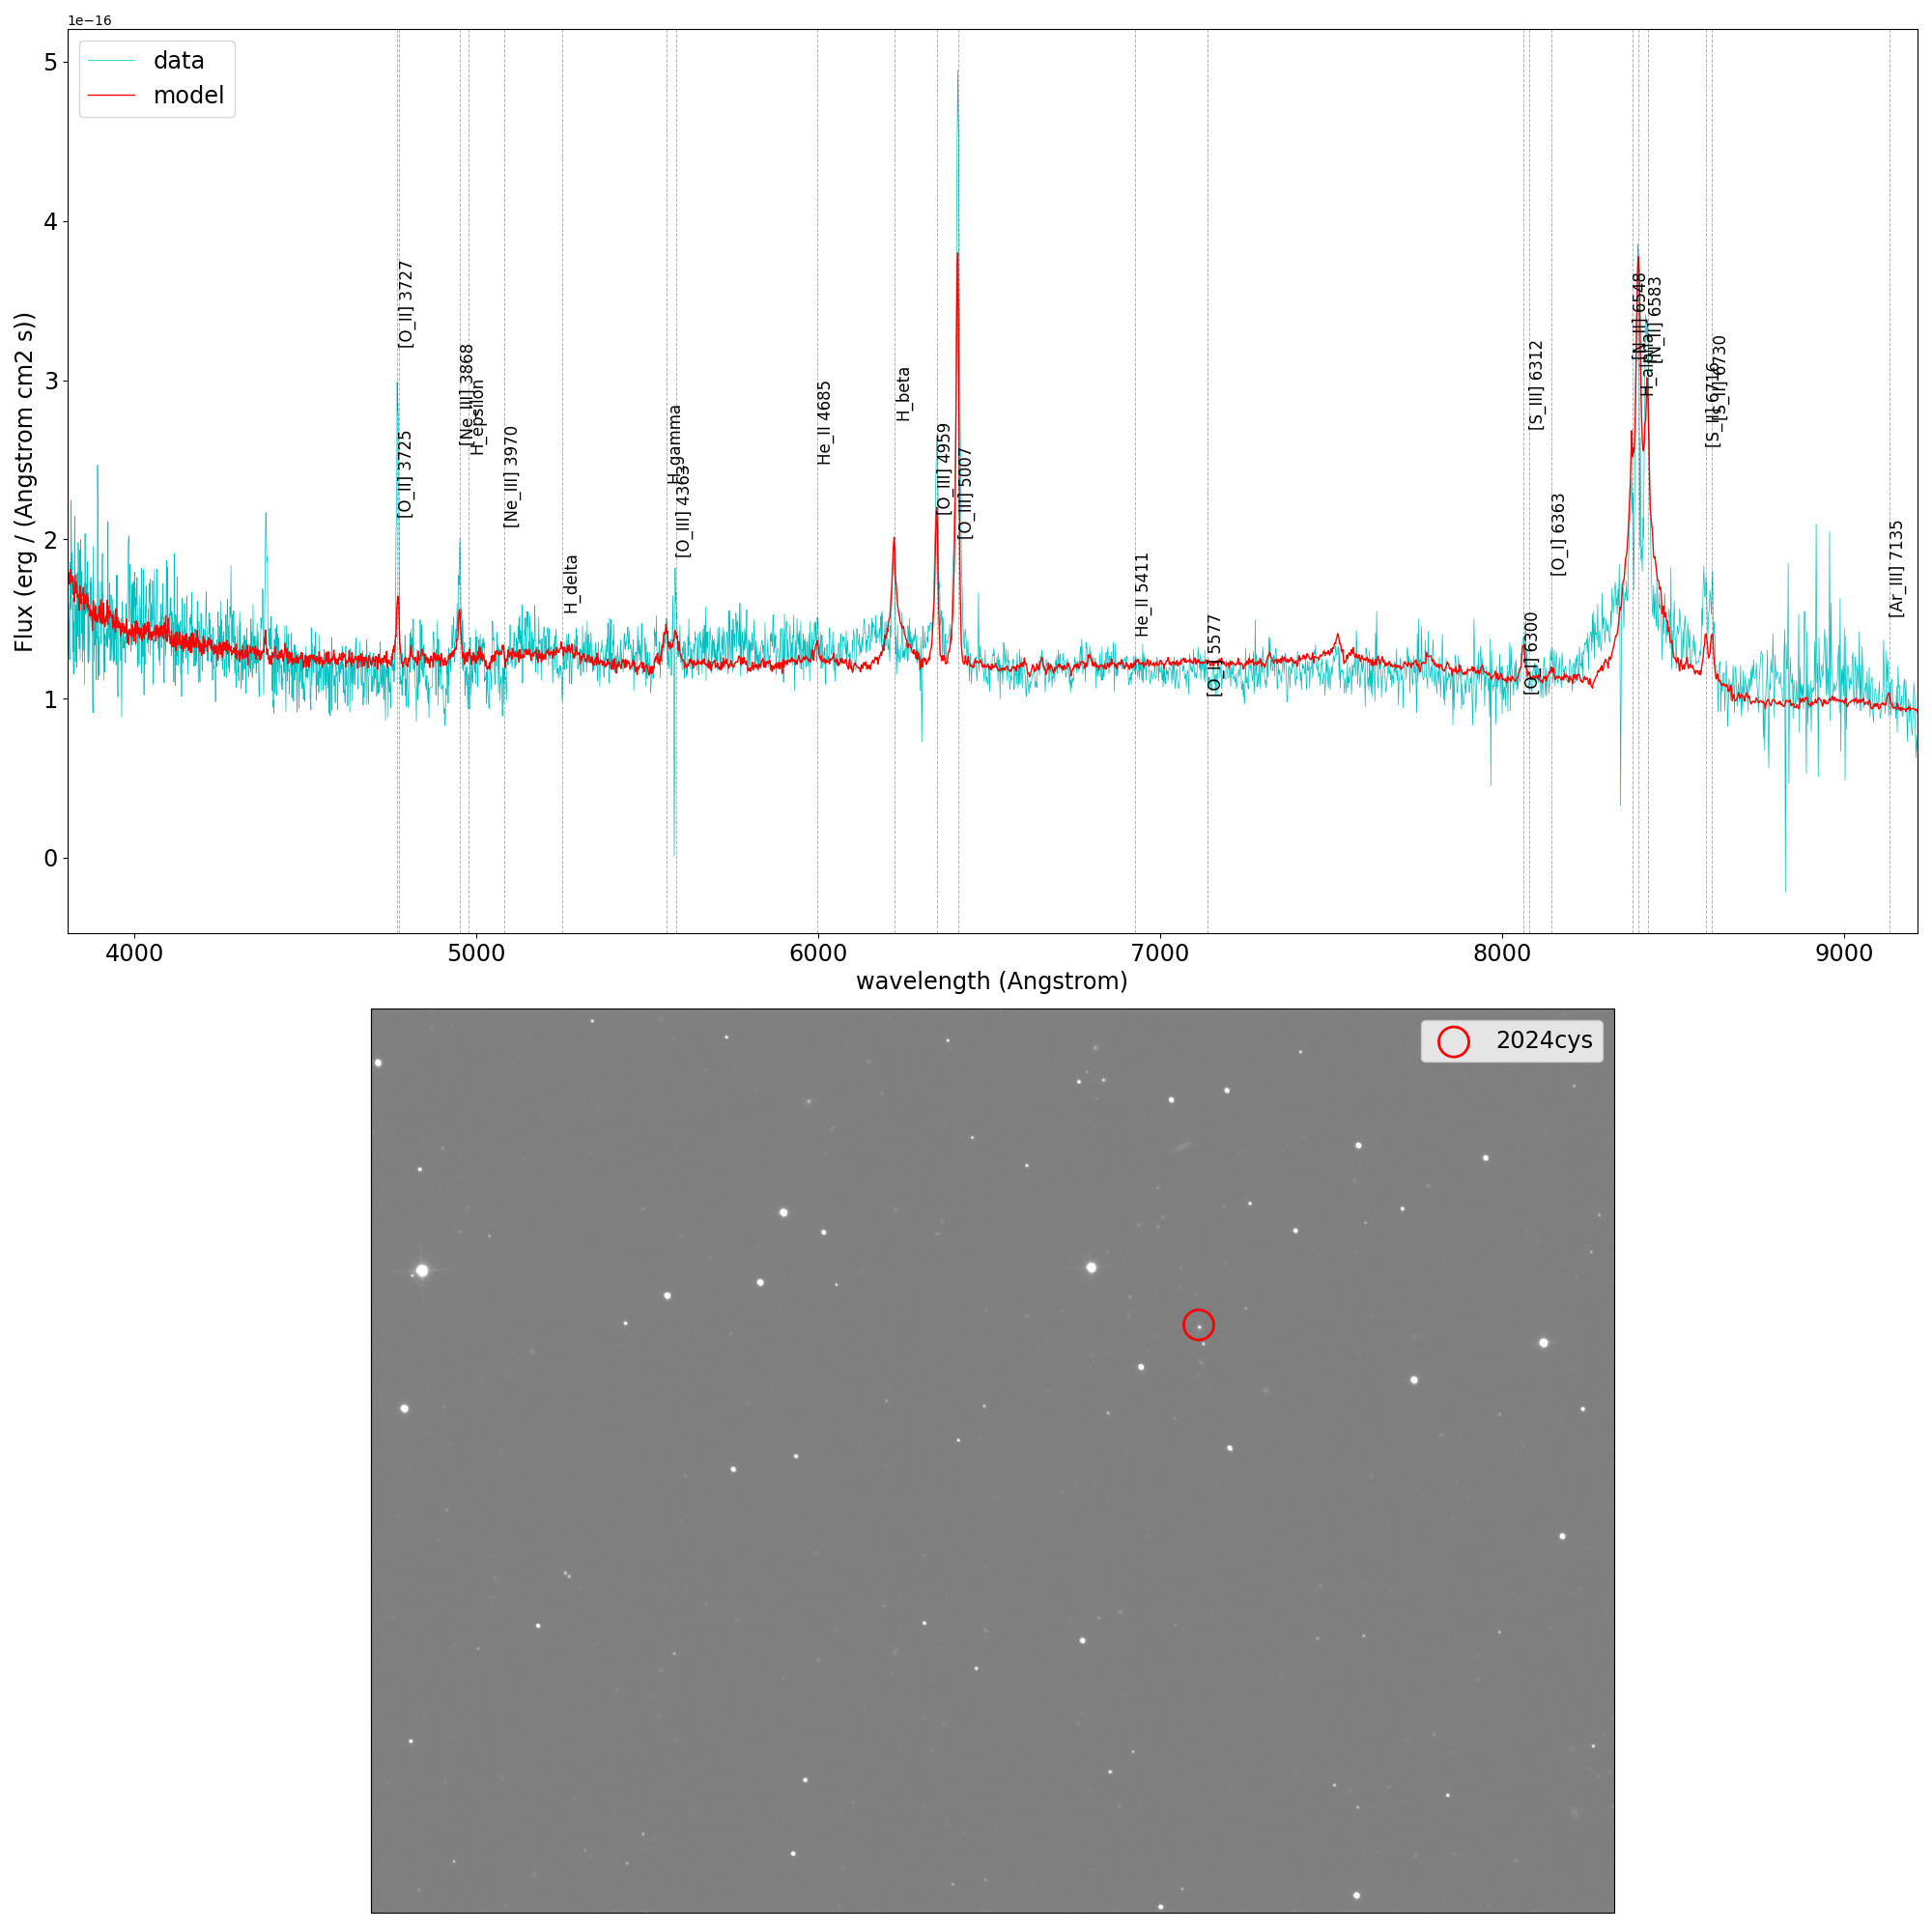 1e−16
data
model
Flux (erg / (Angstrom cm2 s))
5
4
3
2
1
0
[O_II] 3725
[O_II] 3727
[Ne_III] 3868
H_epsilon
[Ne_III] 3970
H_delta
H_gamma
[O_III] 4363
He_II 4685
H_beta
[O_III] 4959
[O_III] 5007
He_II 5411
[O_I] 5577
[O_I] 6300
[S_III] 6312
[O_I] 6363
[N_II] 6548
H_alpha
[N_II] 6583
[S_II] 6716
[S_II] 6730
[Ar_III] 7135
4000 5000 6000 7000 8000 9000
wavelength (Angstrom)
2024cys